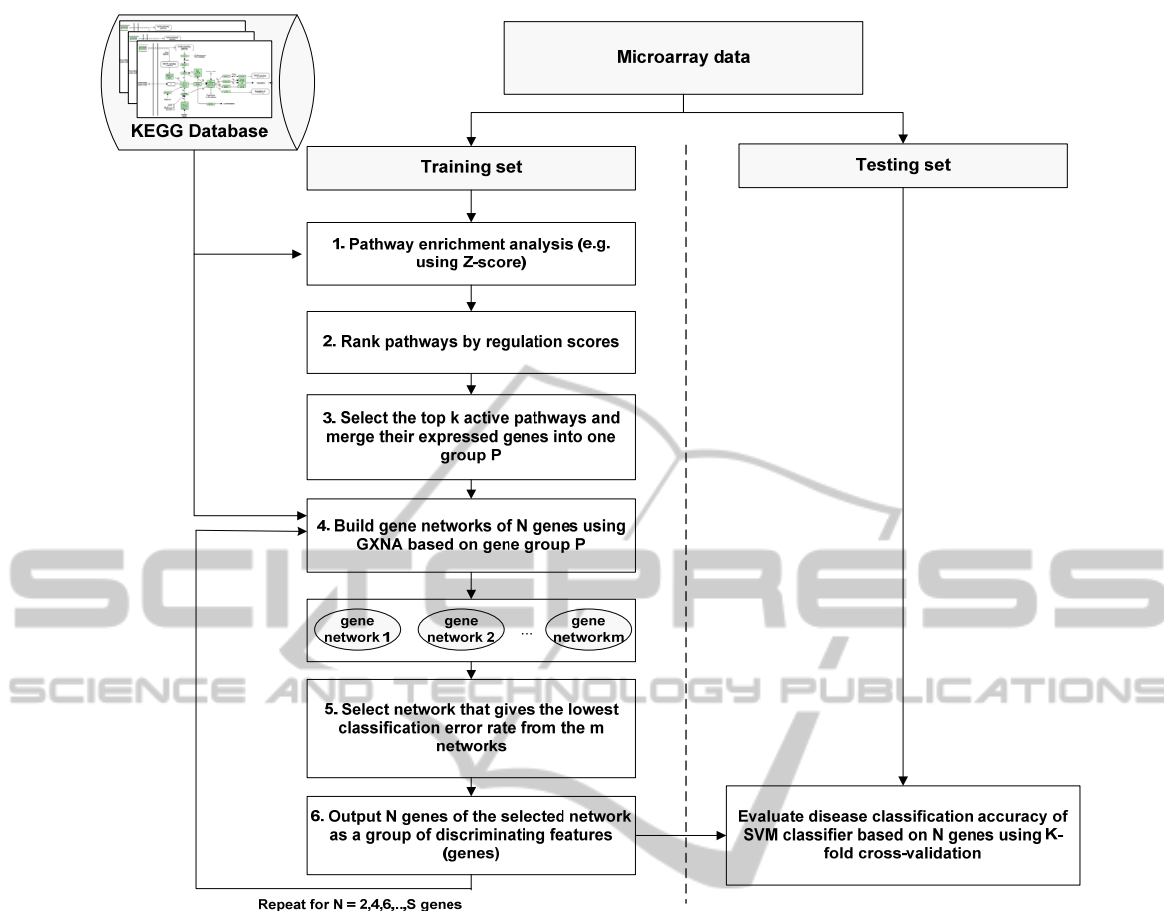 KEGG Database
Microarray data
Training set
Testing set
1. Pathway enrichment analysis (e.g.
using Z-score)
2. Rank pathways by regulation scores
3. Select the top k active pathways and
merge their expressed genes into one
group P
4. Build gene networks of N genes using
GXNA based on gene group P
gene
network 1
gene
network 2
...
gene
networkm
5. Select network that gives the lowest
classification error rate from the m
networks
6. Output N genes of the selected network
as a group of discriminating features
(genes)
Evaluate disease classification accuracy of
SVM classifier based on N genes using K-
fold cross-validation
Repeat for N = 2,4,6,..,S genes
SCITEPRESS
SCIENCE AND TECHNOLOGY PUBLICATIONS